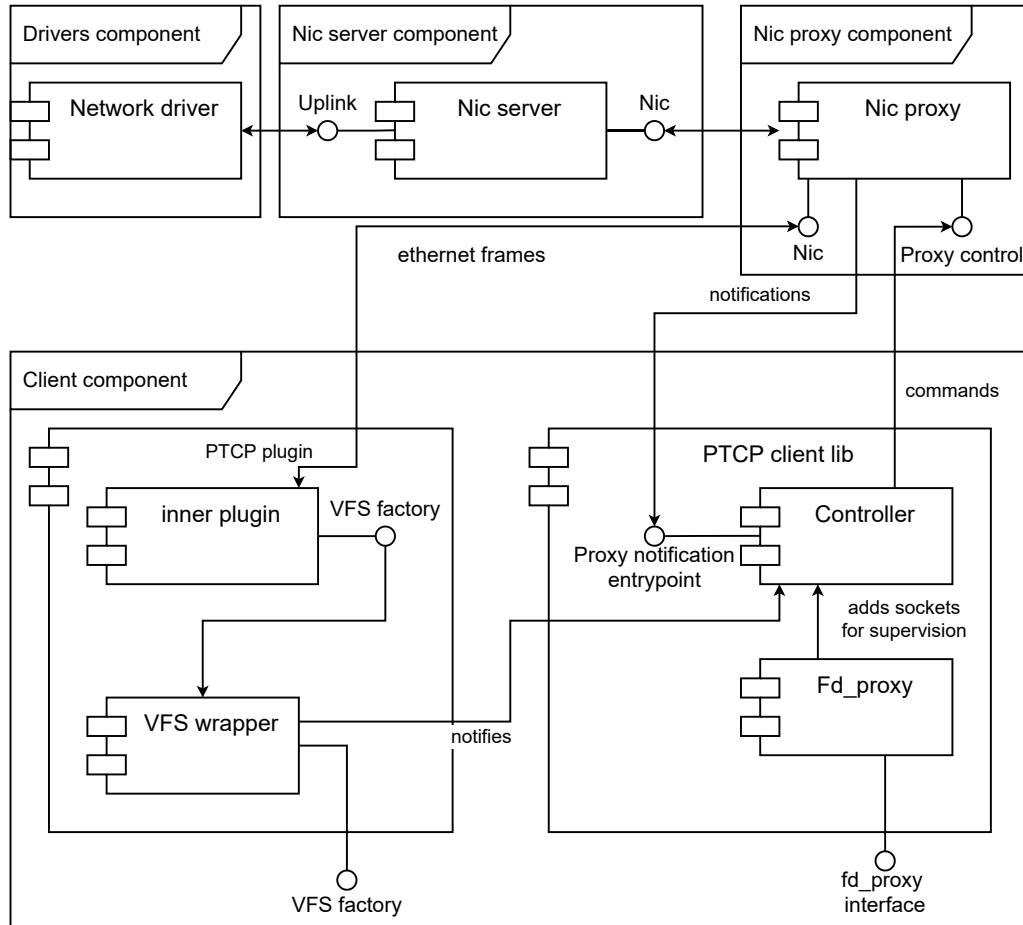 Drivers component
Nic server component
Nic proxy component
Network driver
Uplink
Nic server
Nic
Nic proxy
ethernet frames
Nic
Proxy control
notifications
Client component
commands
PTCP plugin
PTCP client lib
inner plugin
VFS factory
Controller
Proxy notification
entrypoint
adds sockets
for supervision
Fd_proxy
VFS wrapper
notifies
fd_proxy
interface
VFS factory